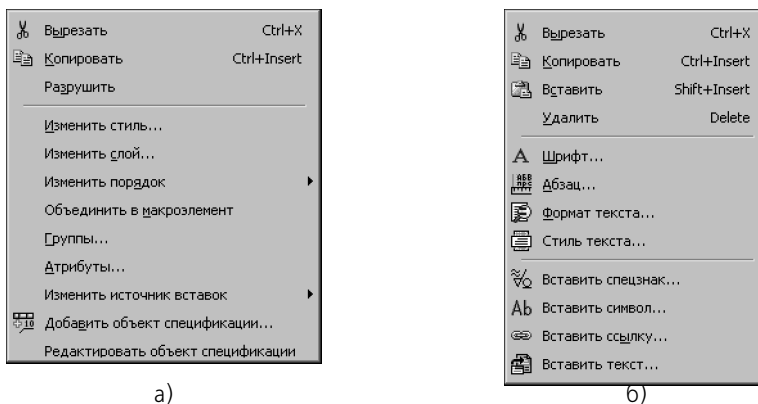 Вырезать Ctrl+X
Копировать Ctrl+Insert
Разрушить
Изменить стиль...
Изменить слой...
Изменить порядок
Объединить в макроэлемент
Группы...
Атрибуты...
Изменить источник вставок
Добавить объект спецификации...
Редактировать объект спецификации
а)
Вырезать Ctrl+X
Копировать Ctrl+Insert
Вставить Shift+Insert
Удалить Delete
Шрифт...
Абзац...
Формат текста...
Стиль текста...
Вставить спецзнак...
Вставить символ...
Вставить ссылку...
Вставить текст...
б)